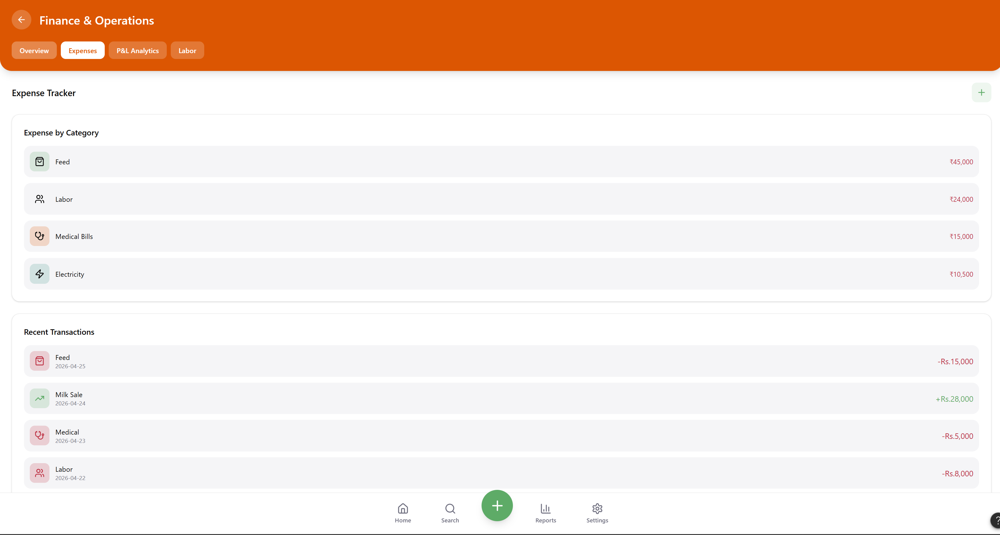 Finance & Operations
Overview
Expenses
P&L Analytics
Labor
Expense Tracker
Expense by Category
Feed
₹45,000
Labor
₹24,000
Medical Bills
₹15,000
Electricity
₹10,500
Recent Transactions
Feed
2026-04-25
-Rs.15,000
Milk Sale
2026-04-24
+Rs.28,000
Medical
2026-04-23
-Rs.5,000
Labor
2026-04-22
-Rs.8,000
Home
Search
Reports
Settings
?